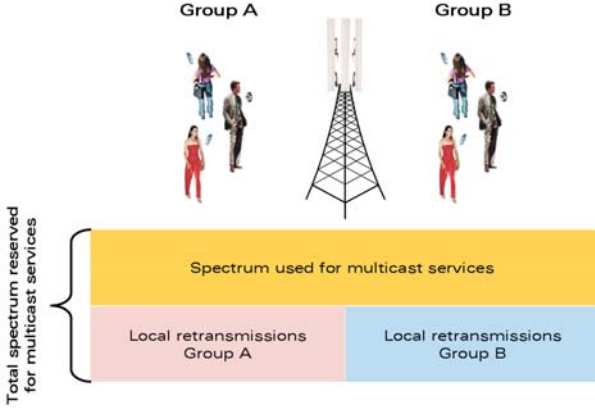 Group A
Group B
Total spectrum reserved
for multicast services
Spectrum used for multicast services
Local retransmissions
Group A
Local retransmissions
Group B